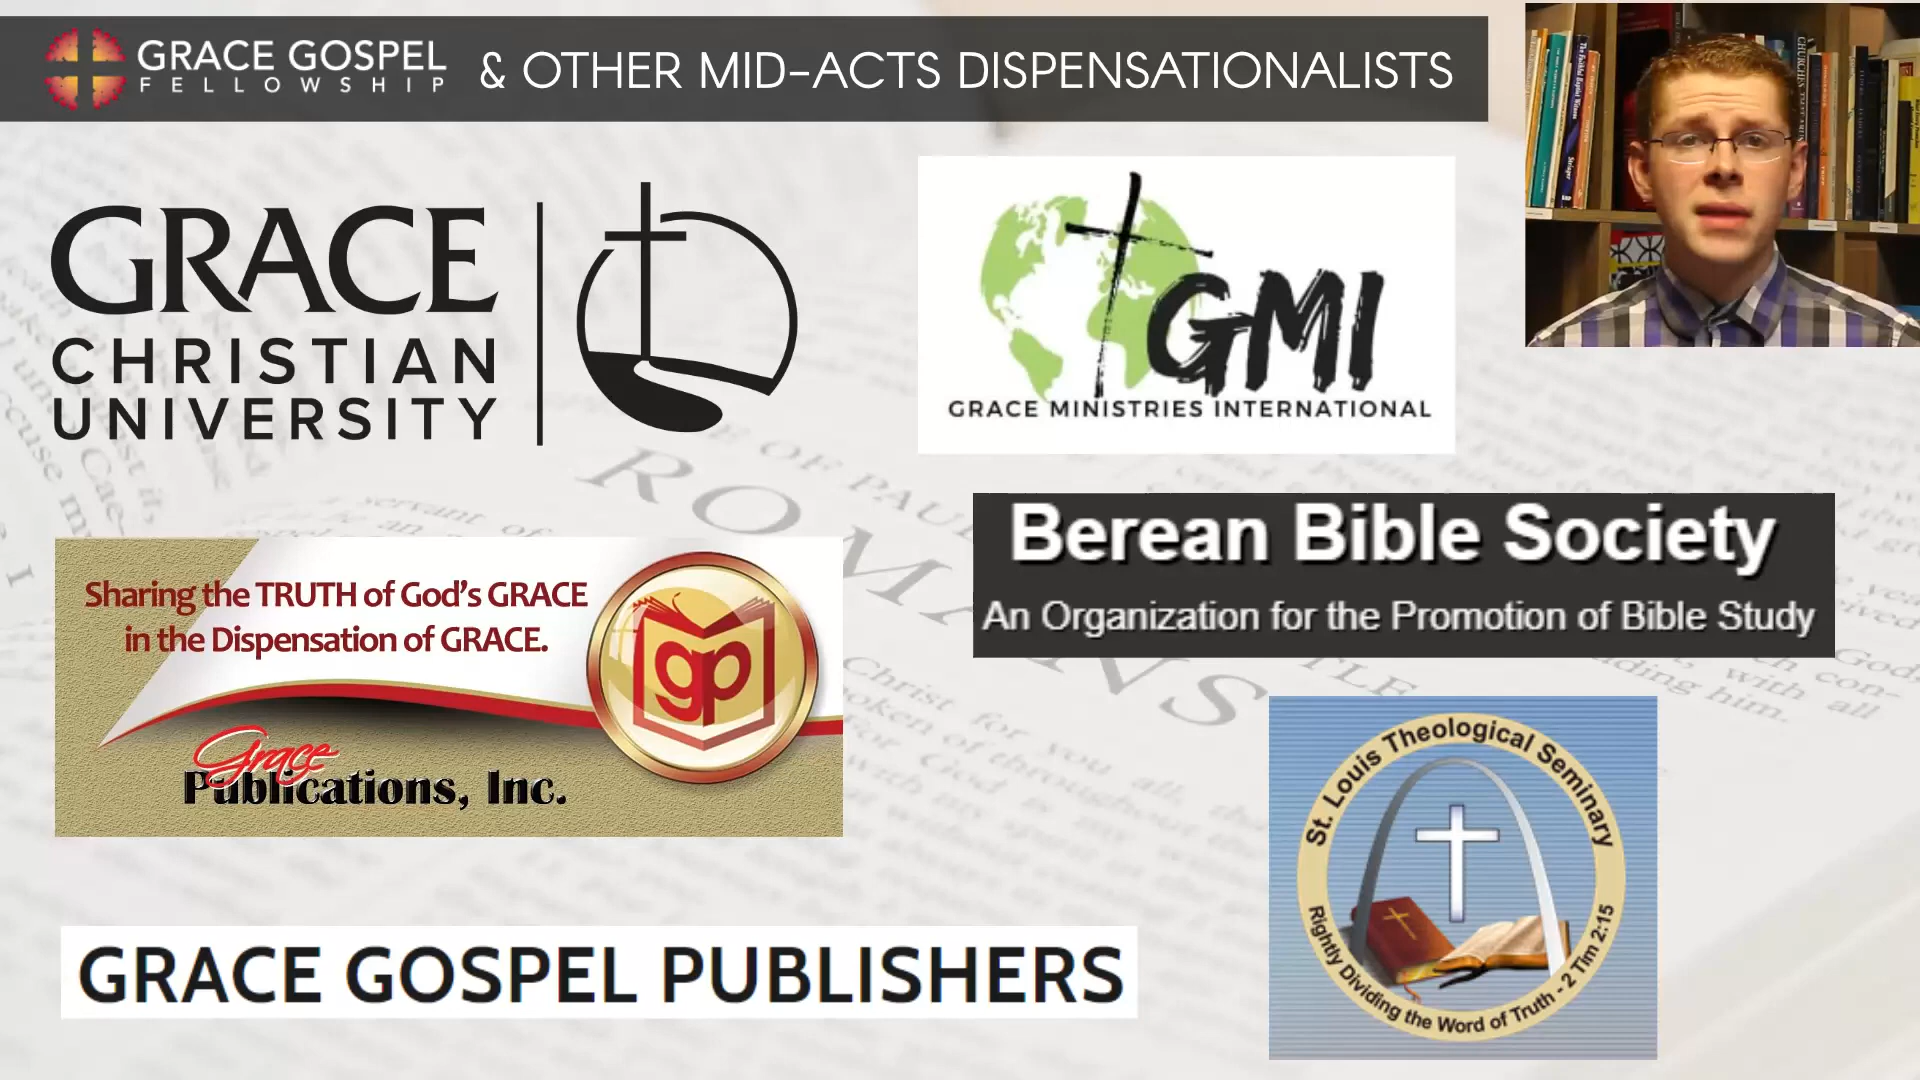 GRACE GOSPEL
FELLOWSHIP
& OTHER MID-ACTS DISPENSATIONALISTS
GRACE
CHRISTIAN
UNIVERSITY
GMI
GRACE MINISTRIES INTERNATIONAL
Sharing the TRUTH of God's GRACE
in the Dispensation of GRACE.
gp
Grace
Publications, Inc.
Berean Bible Society
An Organization for the Promotion of Bible Study
St. Louis Theological Seminary
Rightly Dividing the Word of Truth - 2 Tim 2:15
GRACE GOSPEL PUBLISHERS
ROMANS